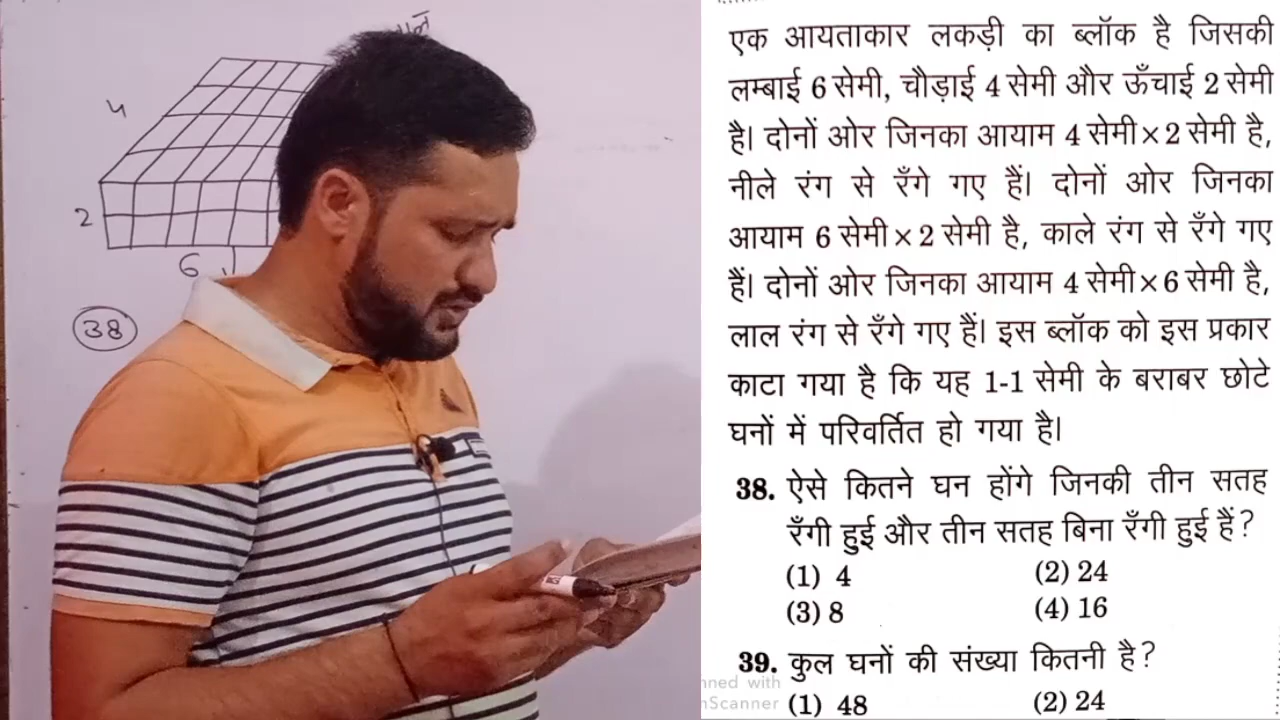 4
2
6
38
एक आयताकार लकड़ी का ब्लॉक है जिसकी
लम्बाई 6 सेमी, चौड़ाई 4 सेमी और ऊँचाई 2 सेमी
है। दोनों ओर जिनका आयाम 4 सेमी×2 सेमी है,
नीले रंग से रँगे गए हैं। दोनों ओर जिनका
आयाम 6 सेमी×2 सेमी है, काले रंग से रँगे गए
हैं। दोनों ओर जिनका आयाम 4 सेमी×6 सेमी है,
लाल रंग से रँगे गए हैं। इस ब्लॉक को इस प्रकार
काटा गया है कि यह 1-1 सेमी के बराबर छोटे
घनों में परिवर्तित हो गया है।
38. ऐसे कितने घन होंगे जिनकी तीन सतह
रँगी हुई और तीन सतह बिना रँगी हुई हैं?
(1) 4 (2) 24
(3) 8 (4) 16
39. कुल घनों की संख्या कितनी है?
nned with
Scanner
(1) 48 (2) 24